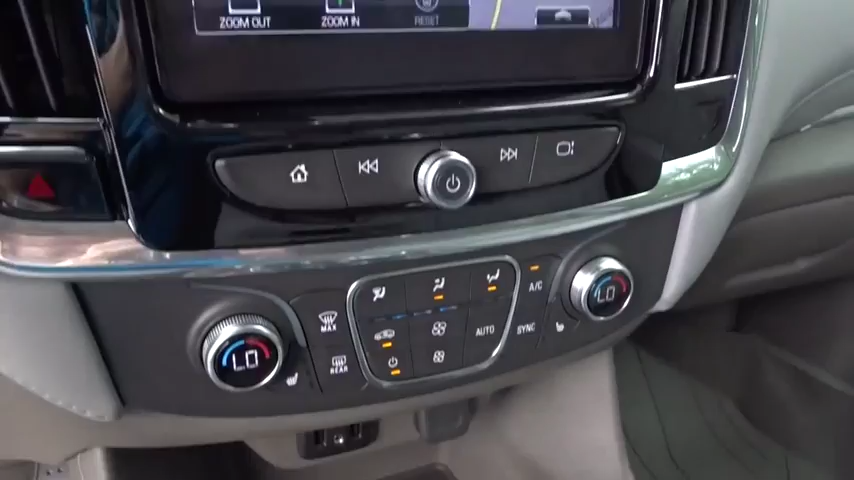 ZOOM OUT
ZOOM IN
RESET
MAX
REAR
AUTO
SYNC
A/C
LO
LO